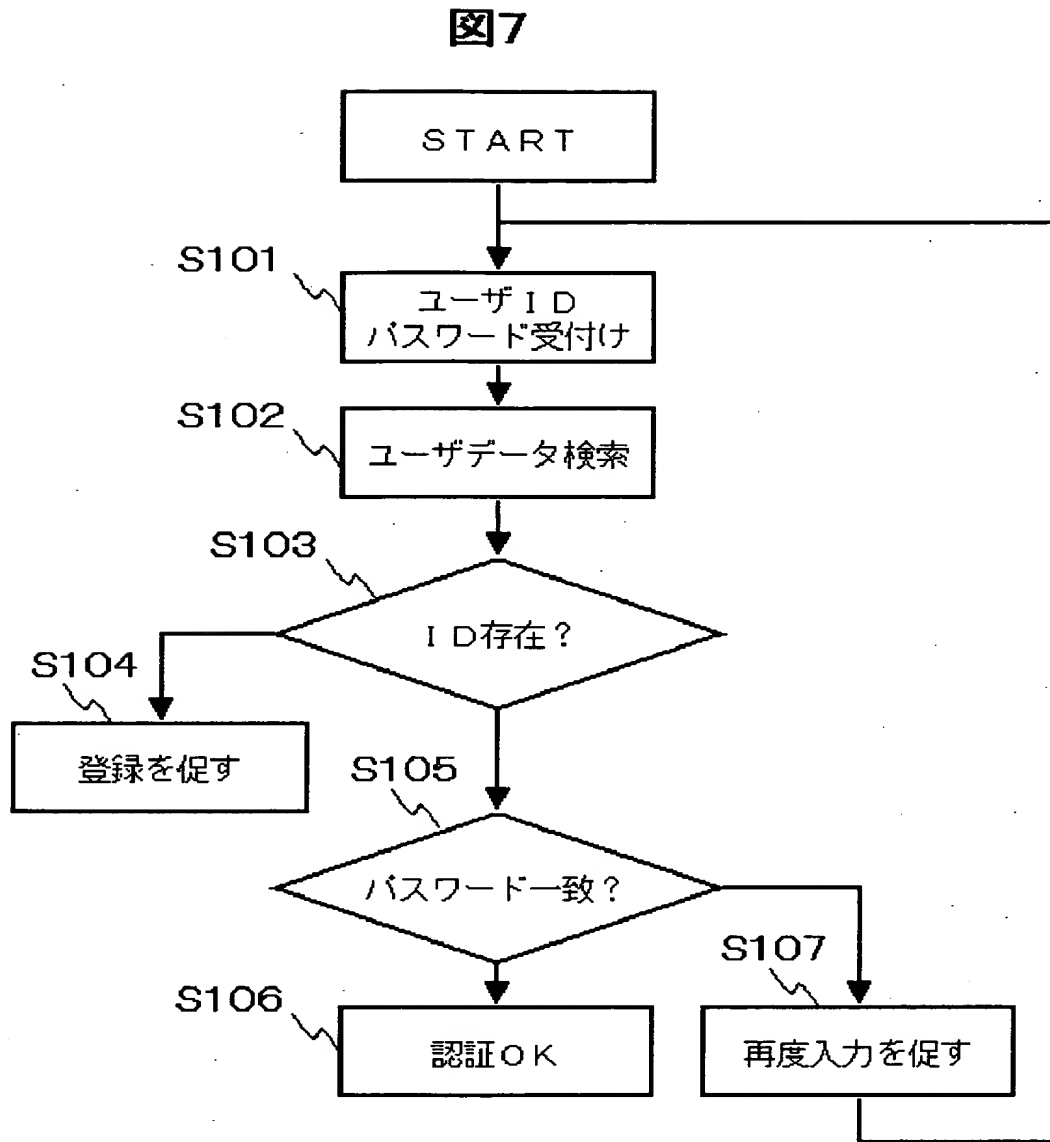 図7
START
S101
ユーザID
パスワード受付け
S102
ユーザデータ検索
S103
ID存在?
S104
登録を促す
S105
パスワード一致?
S106
認証OK
S107
再度入力を促す